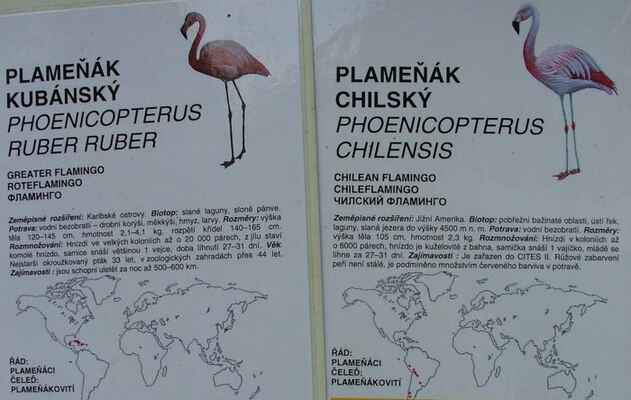 PLAMEŇÁK
KUBÁNSKÝ
PHOENICOPTERUS
RUBER RUBER
GREATER FLAMINGO
ROTEFLAMINGO
ФЛАМИНГО
Zeměpisné rozšíření: Karibské ostrovy. Biotop: slané laguny, sloně pánve.
Potrava: vodní bezobratlí – drobní korýši, měkkýši, hmyz, larvy. Rozměry: výška
těla 120–145 cm, hmotnost 2,1–4,1 kg, rozpětí křídel 140–165 cm.
Rozmnožování: Hnízdí ve velkých koloniích až o 20 000 párech, z jílu staví
komolé hnízdo, samice snáší většinou 1 vejce, doba líhnutí 27–31 dní. Věk:
Nejstarší okroužkovaný pták 33 let, v zoologických zahradách přes 44 let.
Zajímavosti : jsou schopni ulétat za noc až 500–600 km.
ŘÁD:
PLAMEŇÁCI
ČELEĎ:
PLAMEŇÁKOVITÍ
PLAMEŇÁK
CHILSKÝ
PHOENICOPTERUS
CHILENSIS
CHILEAN FLAMINGO
CHILEFLAMINGO
ЧИЛСКИЙ ФЛАМИНГО
Zeměpisné rozšíření: Jižní Amerika. Biotop: pobřežní bažinaté oblasti, ústí řek,
laguny, slaná jezera do výšky 4500 m n. m. Potrava: vodní bezobratlí. Rozměry:
výška těla 105 cm, hmotnost 2,3 kg. Rozmnožování: Hnízdí v koloniích až
o 6000 párech, hnízdo je kuželovité z bahna, samička snáší 1 vajíčko, mládě se
líhne za 27–31 dní. Zajímavosti : Je zařazen do CITES II. Růžové zabarvení
peří není stálé, je podmíněno množstvím červeného barviva v potravě.
ŘÁD:
PLAMEŇÁCI
ČELEĎ:
PLAMEŇÁKOVITÍ